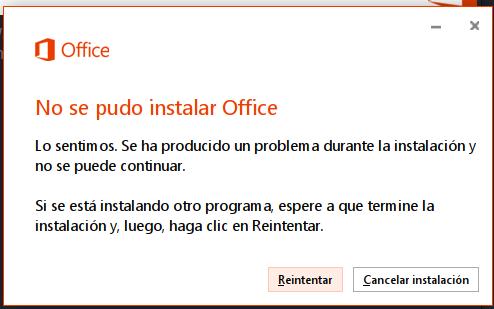 Office
No se pudo instalar Office
Lo sentimos. Se ha producido un problema durante la instalación y
no se puede continuar.
Si se está instalando otro programa, espere a que termine la
instalación y, luego, haga clic en Reintentar.
Reintentar Cancelar instalación